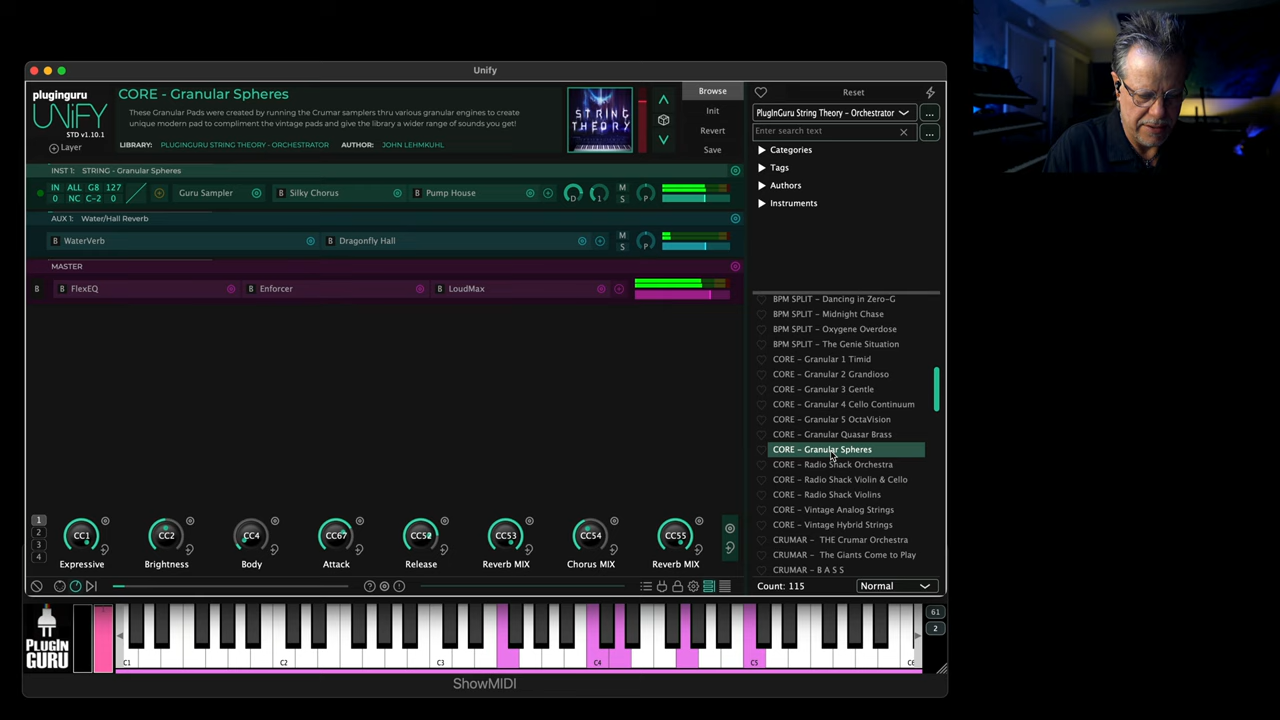 Unify
pluginguru
UNiFY
STD v1.10.1
Layer
CORE - Granular Spheres
These Granular Pads were created by running the Crumar samplers thru various granular engines to create
unique modern pad to compliment the vintage pads and give the library a wider range of sounds you get!
LIBRARY: PLUGINGURU STRING THEORY - ORCHESTRATOR AUTHOR: JOHN LEHMKUHL
STRING THEORY
Browse
Init
Revert
Save
INST 1: STRING - Granular Spheres
IN ALL G8 127
0 NC C-2 0
Guru Sampler
B Silky Chorus
B Pump House
D
1
M
S
P
AUX 1: Water/Hall Reverb
B WaterVerb
B Dragonfly Hall
M
S
P
MASTER
B
B FlexEQ
B Enforcer
B LoudMax
Reset
PlugInGuru String Theory - Orchestrator
...
Enter search text
...
Categories
Tags
Authors
Instruments
BPM SPLIT - Dancing in Zero-G
BPM SPLIT - Midnight Chase
BPM SPLIT - Oxygene Overdose
BPM SPLIT - The Genie Situation
CORE - Granular 1 Timid
CORE - Granular 2 Grandioso
CORE - Granular 3 Gentle
CORE - Granular 4 Cello Continuum
CORE - Granular 5 OctaVision
CORE - Granular Quasar Brass
CORE - Granular Spheres
CORE - Radio Shack Orchestra
CORE - Radio Shack Violin & Cello
CORE - Radio Shack Violins
CORE - Vintage Analog Strings
CORE - Vintage Hybrid Strings
CRUMAR - THE Crumar Orchestra
CRUMAR - The Giants Come to Play
CRUMAR - B A S S
Count: 115
Normal
1
2
3
4
CC1
CC2
CC4
CC67
CC52
CC53
CC54
CC55
Expressive
Brightness
Body
Attack
Release
Reverb MIX
Chorus MIX
Reverb MIX
PLUGIN
GURU
C1
C2
C3
C4
C5
C6
61
2
ShowMIDI